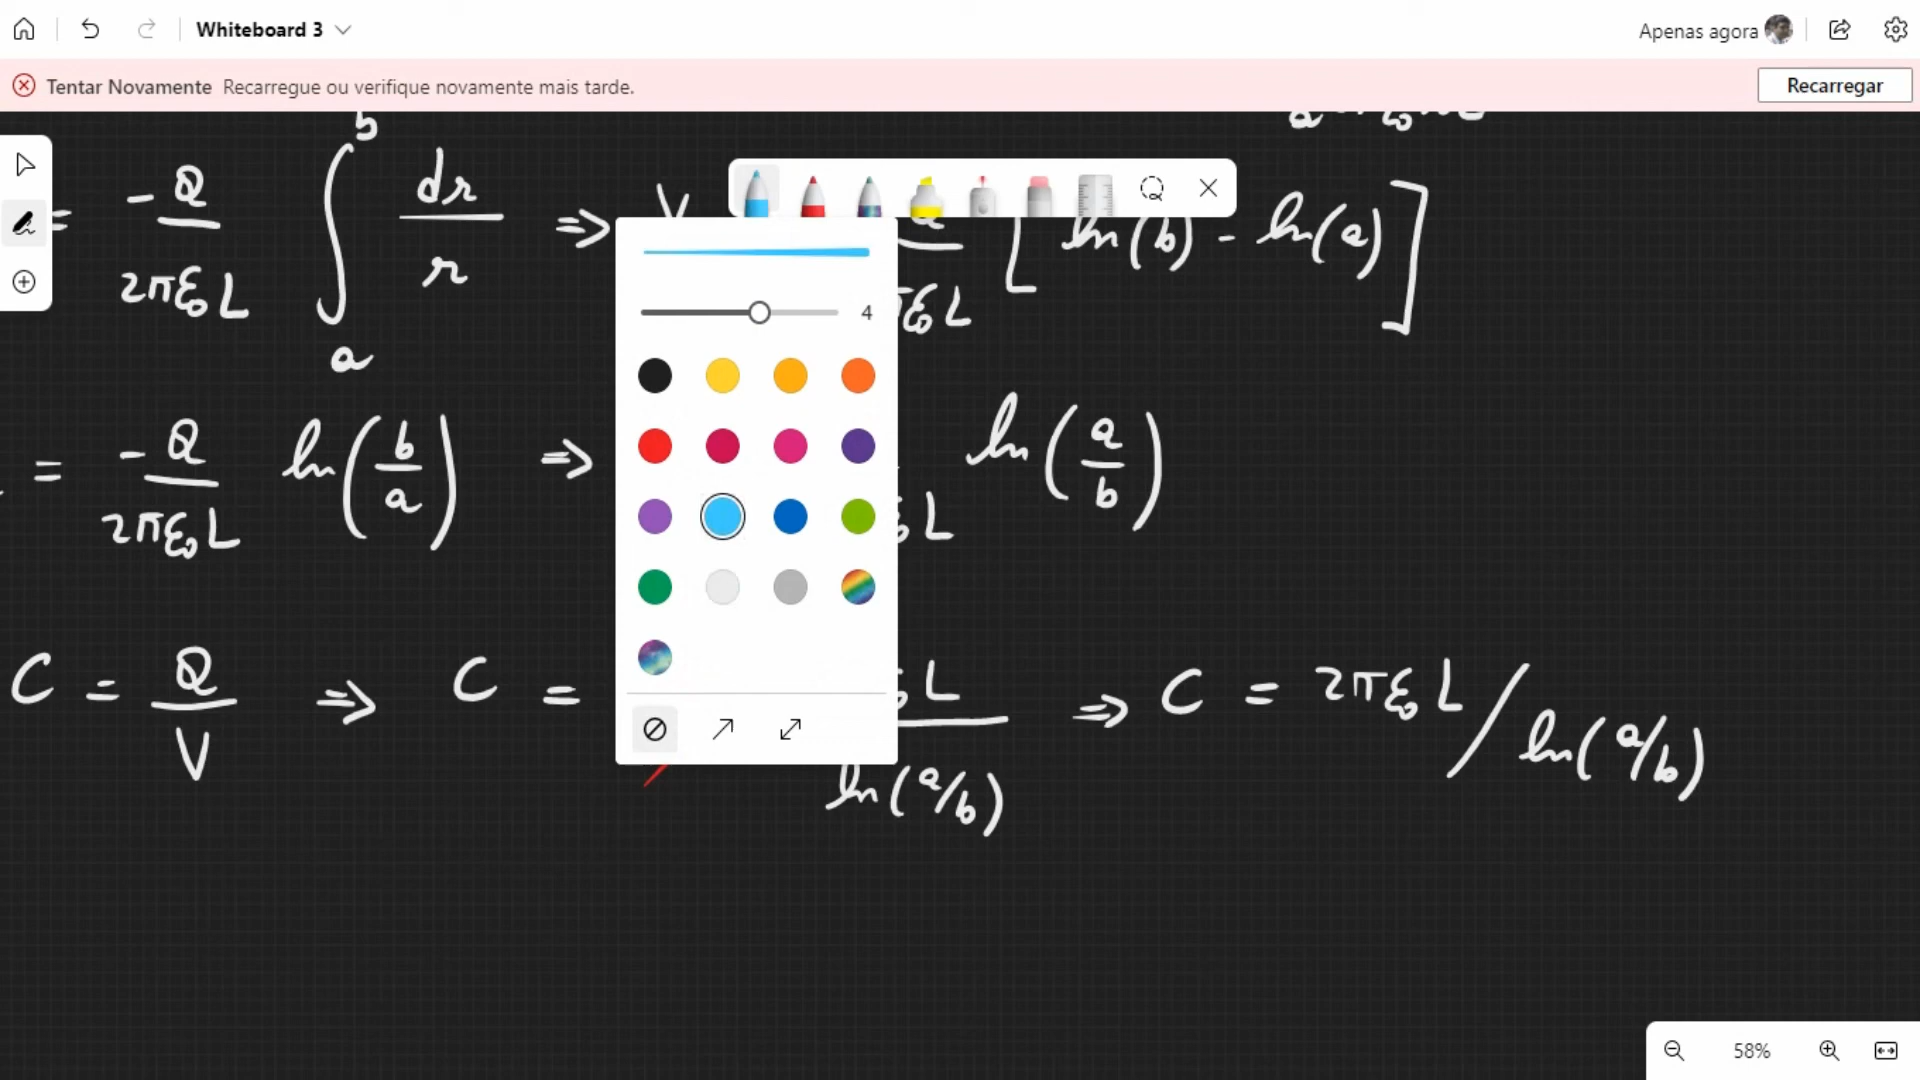 Whiteboard 3
Apenas agora
Tentar Novamente Recarregue ou verifique novamente mais tarde.
Recarregar
= -Q / 2πε₀L ∫ₐᵇ dr / r ⇒ V [ ln(b) - ln(a) ]
4
= -Q / 2πε₀L ln(b/a) ⇒ L ln(a/b)
C = Q / V ⇒ C = L / ln(a/b) ⇒ C = 2πε₀L / ln(a/b)
58%